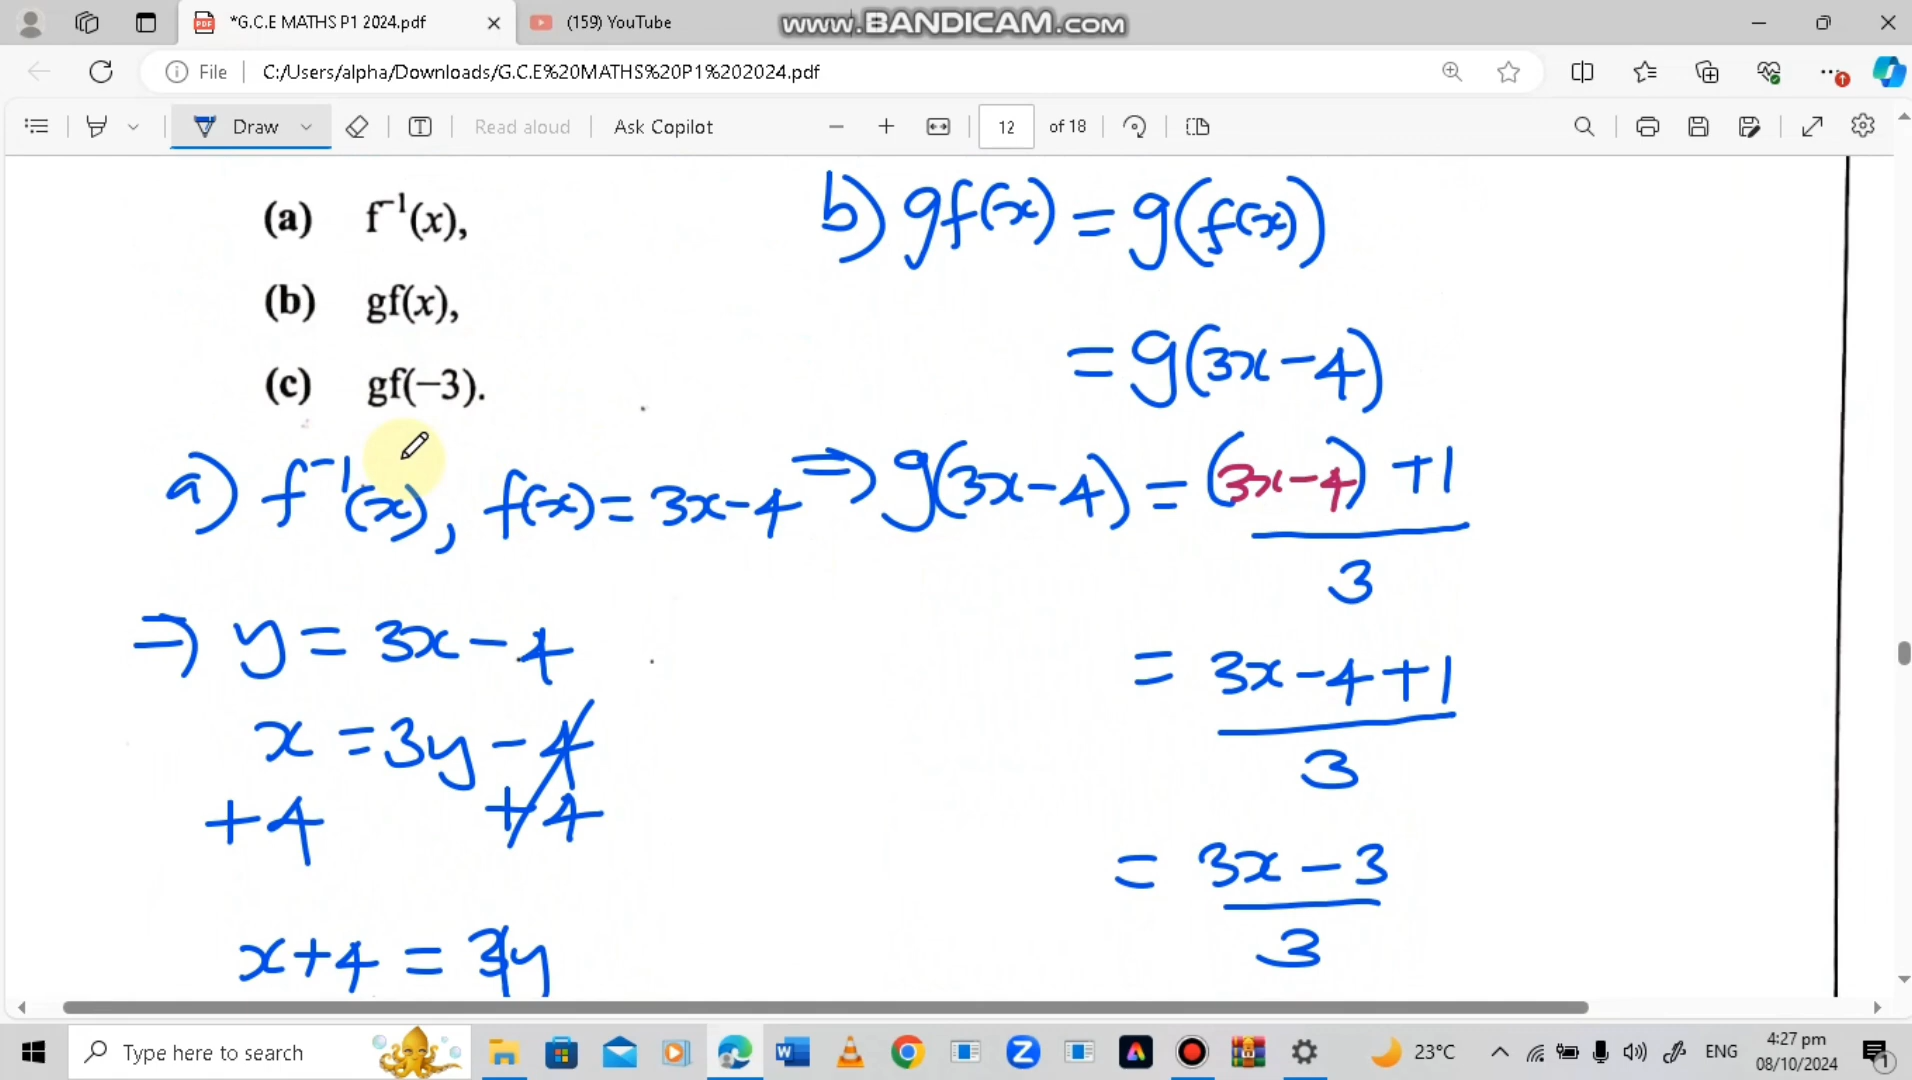 *G.C.E MATHS P1 2024.pdf
(159) YouTube
www.BANDICAM.com
File
C:/Users/alpha/Downloads/G.C.E%20MATHS%20P1%202024.pdf
Draw
Read aloud
Ask Copilot
12
of 18
(a) f⁻¹(x),
(b) gf(x),
(c) gf(−3).
b) gf(x) = g(f(x))
= g(3x−4)
a) f⁻¹(x), f(x) = 3x−4
⇒ g(3x−4) = (3x−4) +1
3
= 3x−4+1
3
= 3x−3
3
⇒ y = 3x−4
x = 3y−4
+4 +4
x+4 = 3y
Type here to search
23°C
ENG
4:27 pm
08/10/2024
1